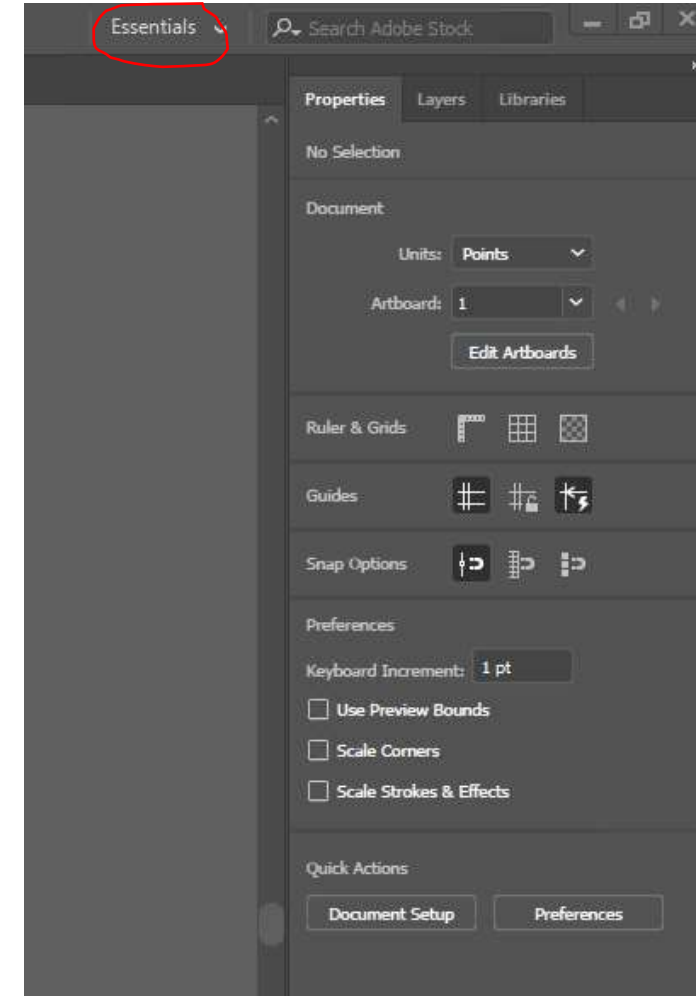 Essentials
Search Adobe Stock
Properties Layers Libraries
No Selection
Document
Units: Points
Artboard: 1
Edit Artboards
Ruler & Grids
Guides
Snap Options
Preferences
Keyboard Increment: 1 pt
Use Preview Bounds
Scale Corners
Scale Strokes & Effects
Quick Actions
Document Setup Preferences